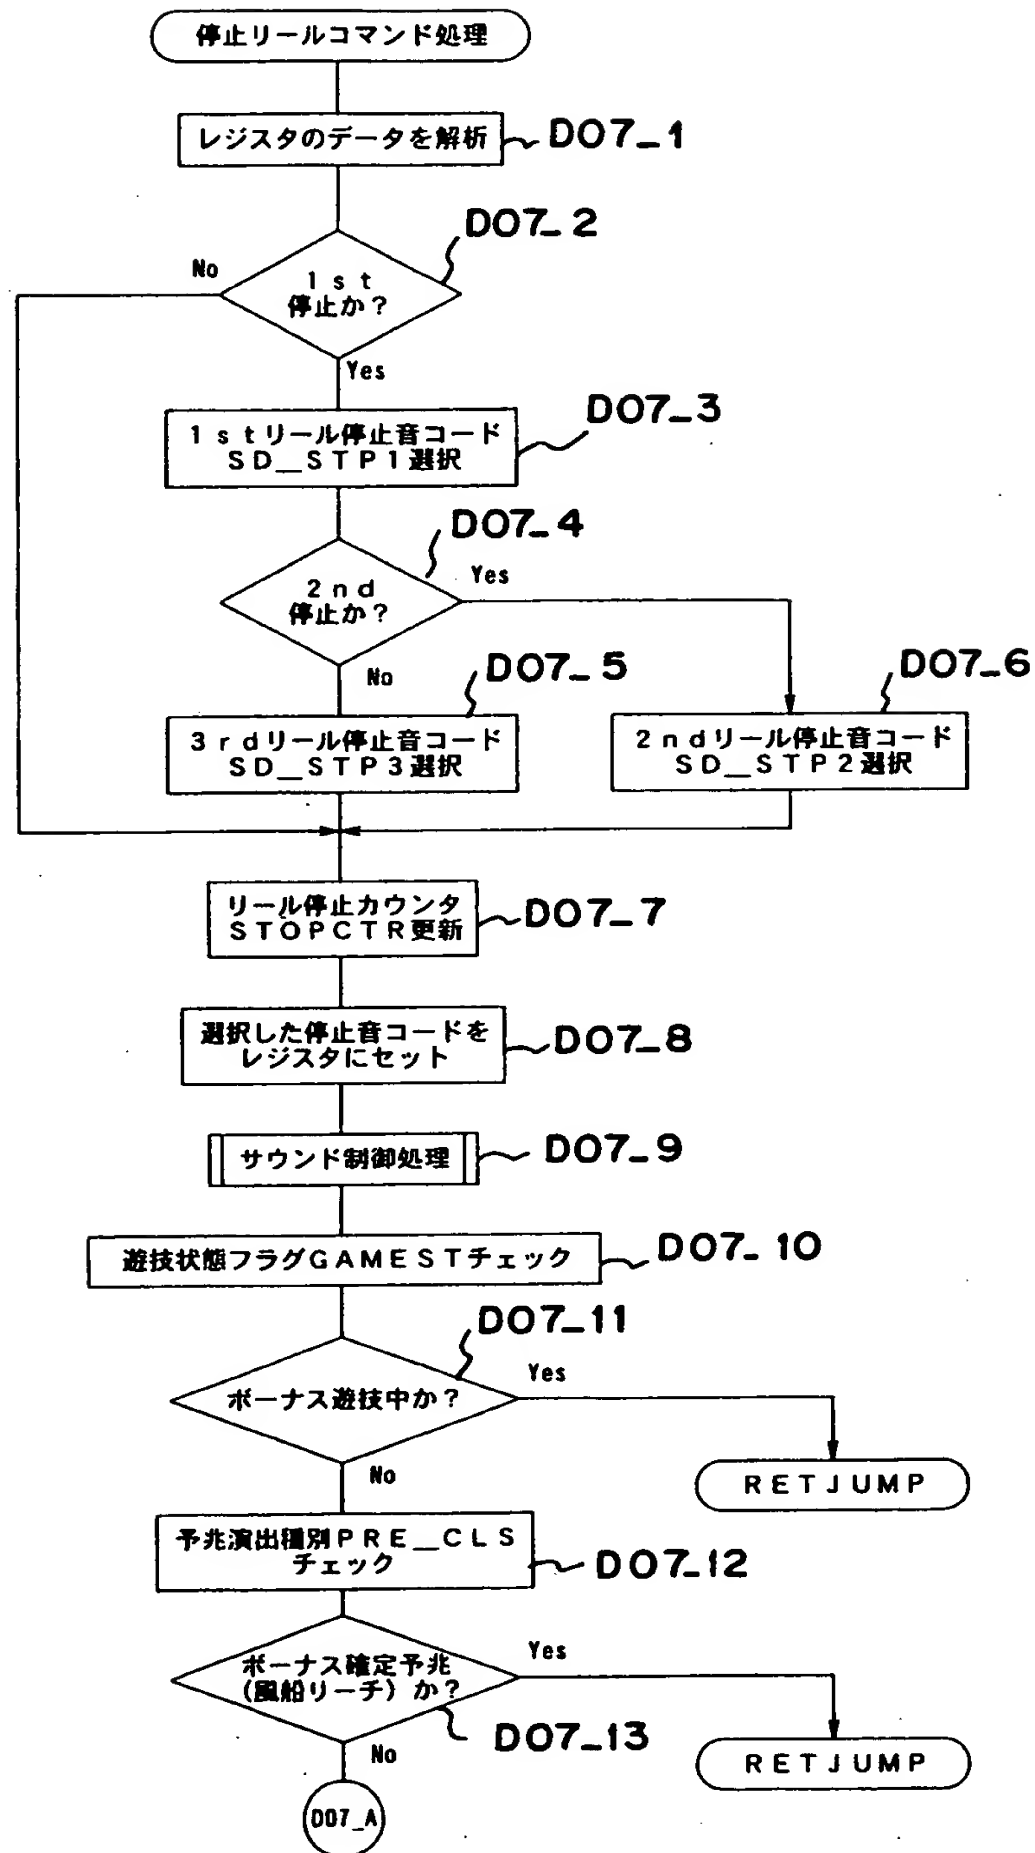 停止リールコマンド処理
レジスタのデータを解析
D07_1
D07_2
No
1st
停止か?
Yes
D07_3
1stリール停止音コード
SD__STP1選択
D07_4
Yes
2nd
停止か?
No
D07_5
D07_6
3rdリール停止音コード
SD__STP3選択
2ndリール停止音コード
SD__STP2選択
リール停止カウンタ
STOPCTR更新
D07_7
選択した停止音コードを
レジスタにセット
D07_8
サウンド制御処理
D07_9
遊技状態フラグGAMESTチェック
D07_10
D07_11
Yes
ボーナス遊技中か?
No
RETJUMP
予兆演出種別PRE__CLS
チェック
D07_12
Yes
ボーナス確定予兆
(風船リーチ)か?
D07_13
No
RETJUMP
D07_A